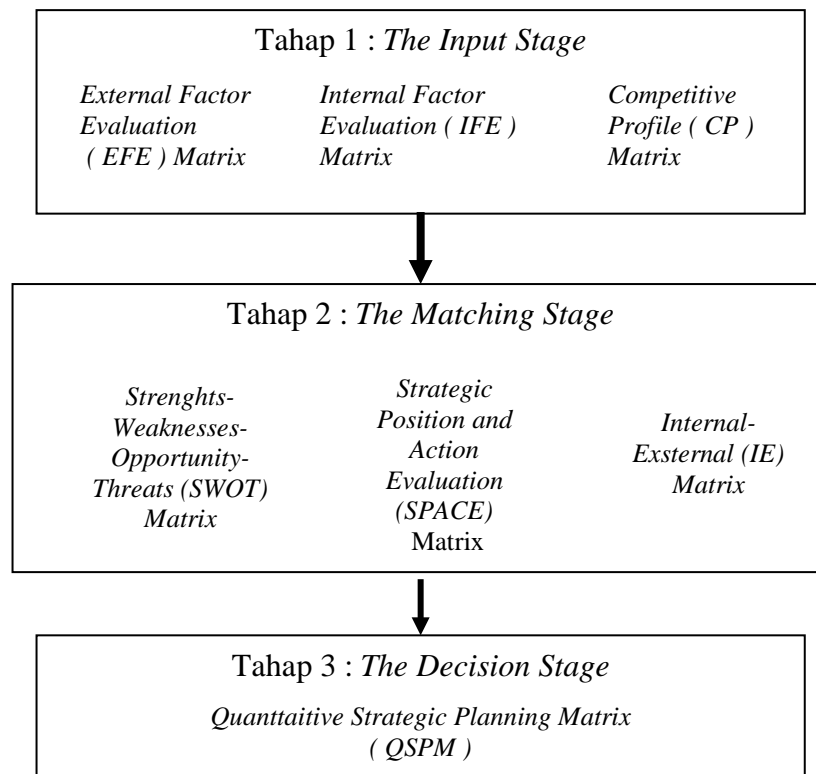 Tahap 1 : The Input Stage
External Factor
Evaluation
( EFE ) Matrix
Internal Factor
Evaluation ( IFE )
Matrix
Competitive
Profile ( CP )
Matrix
Tahap 2 : The Matching Stage
Strenghts-
Weaknesses-
Opportunity-
Threats (SWOT)
Matrix
Strategic
Position and
Action
Evaluation
(SPACE)
Matrix
Internal-
Exsternal (IE)
Matrix
Tahap 3 : The Decision Stage
Quanttaitive Strategic Planning Matrix
( QSPM )